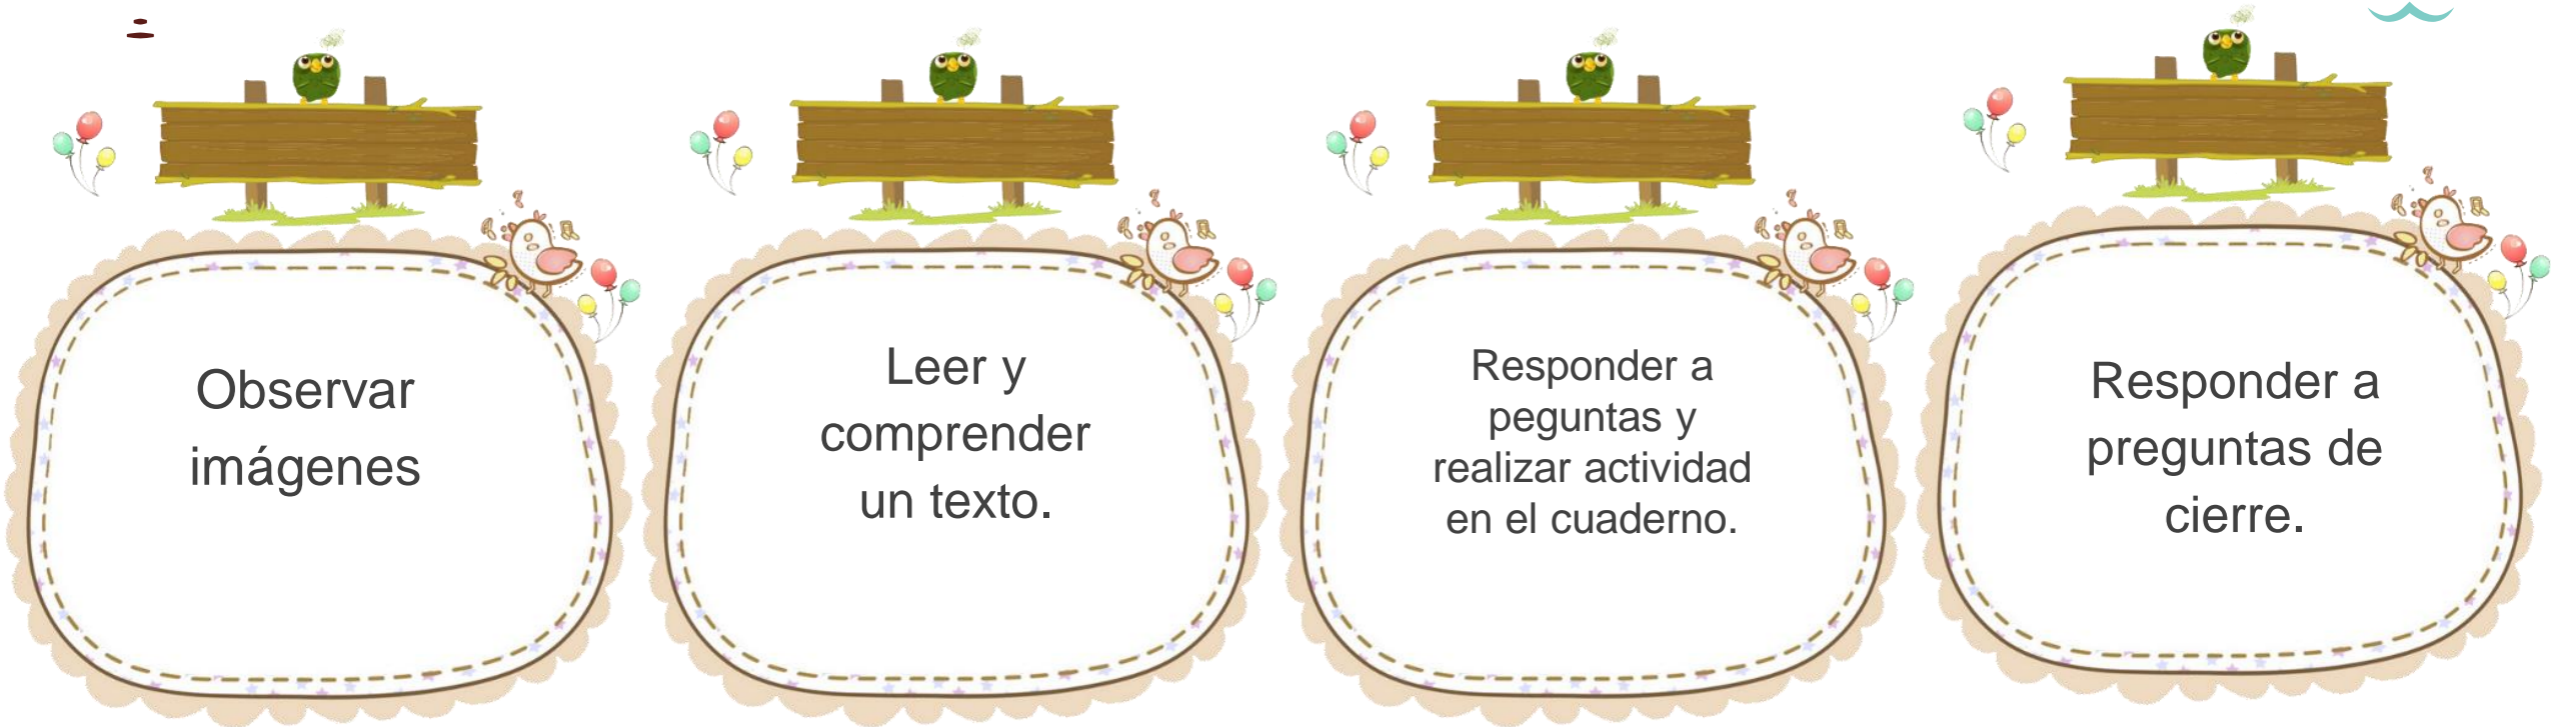 Observar
imágenes
Leer y
comprender
un texto.
Responder a
peguntas y
realizar actividad
en el cuaderno.
Responder a
preguntas de
cierre.